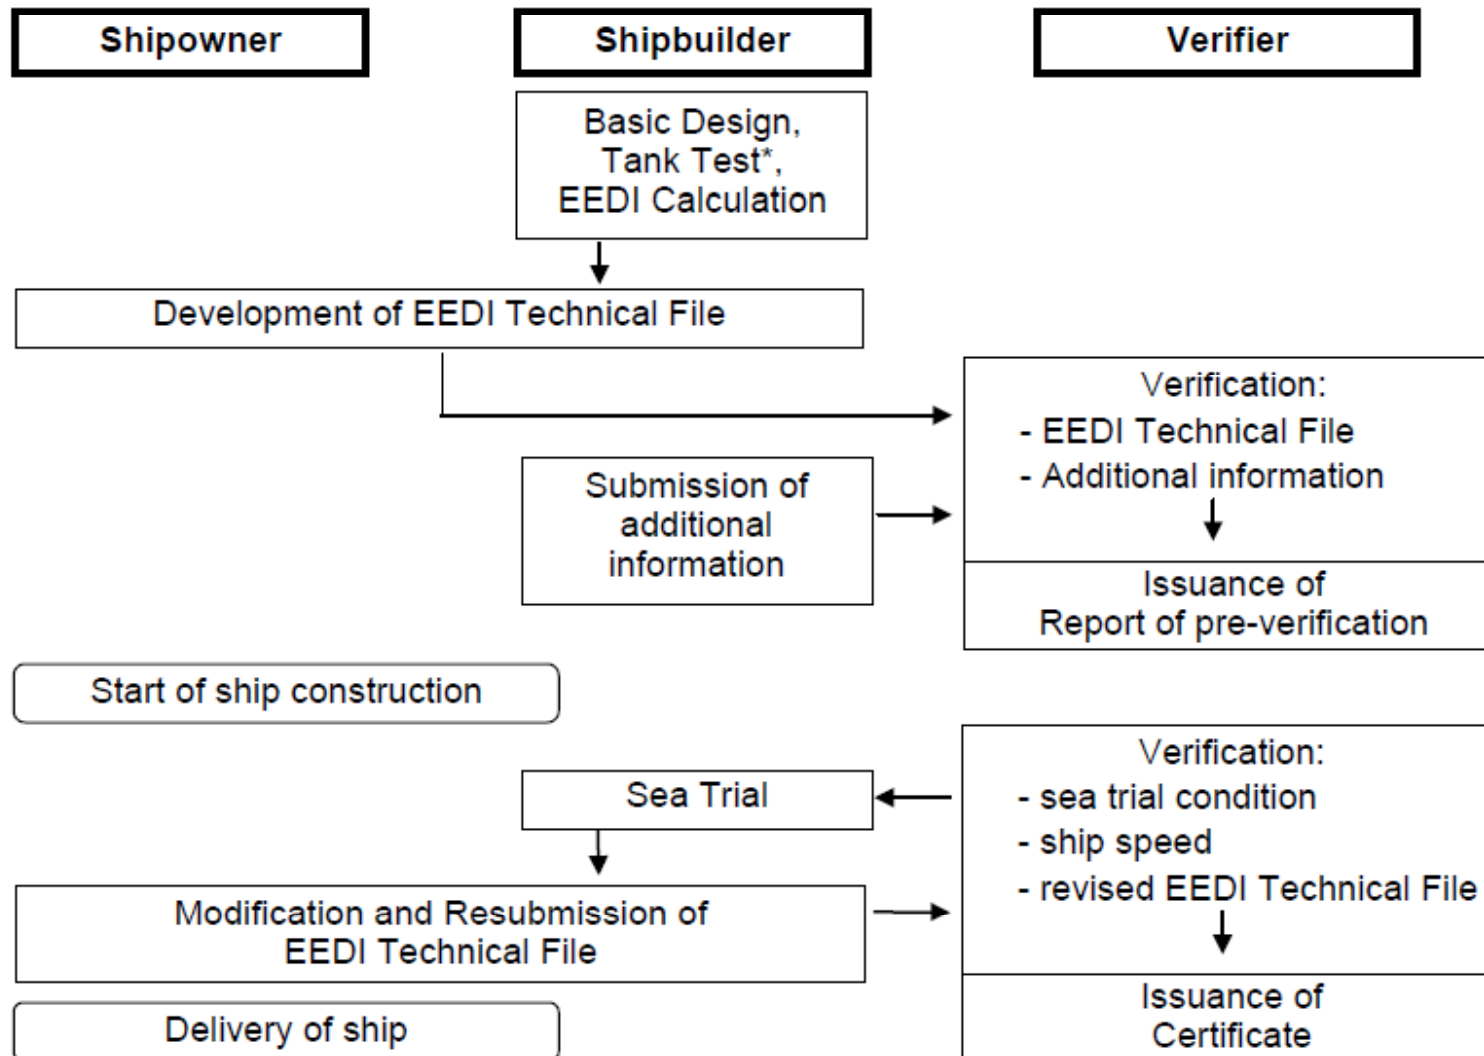 Shipowner
Shipbuilder
Verifier
Basic Design,
Tank Test*,
EEDI Calculation
Development of EEDI Technical File
Verification:
- EEDI Technical File
- Additional information
Submission of
additional
information
Issuance of
Report of pre-verification
Start of ship construction
Verification:
- sea trial condition
- ship speed
- revised EEDI Technical File
Sea Trial
Modification and Resubmission of
EEDI Technical File
Issuance of
Certificate
Delivery of ship